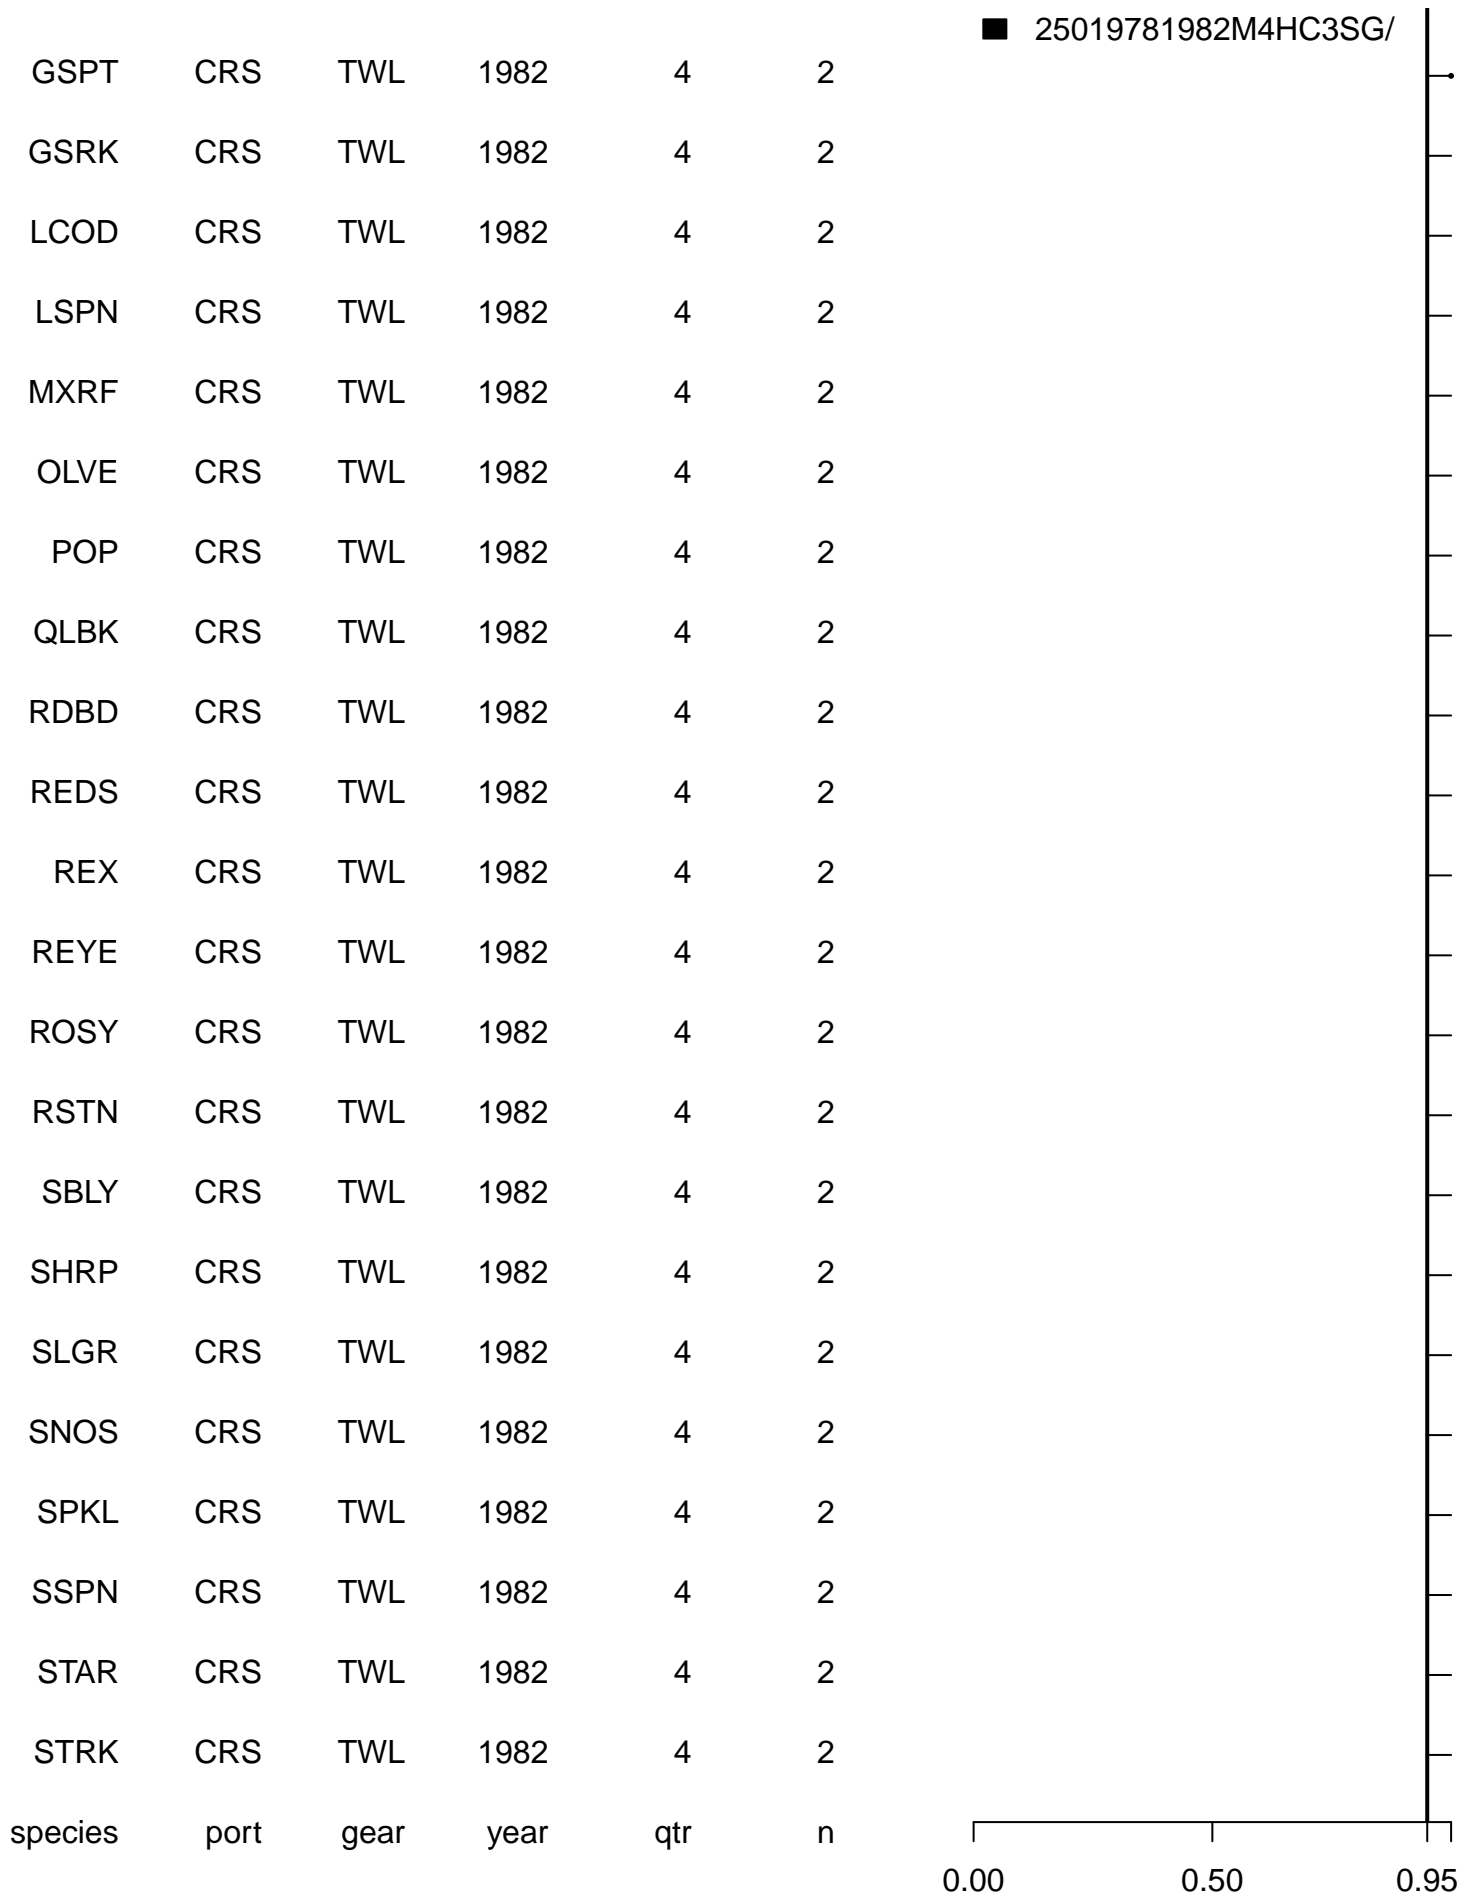 25019781982M4HC3SG/
GSPT CRS TWL 1982 4 2
GSRK CRS TWL 1982 4 2
LCOD CRS TWL 1982 4 2
LSPN CRS TWL 1982 4 2
MXRF CRS TWL 1982 4 2
OLVE CRS TWL 1982 4 2
POP CRS TWL 1982 4 2
QLBK CRS TWL 1982 4 2
RDBD CRS TWL 1982 4 2
REDS CRS TWL 1982 4 2
REX CRS TWL 1982 4 2
REYE CRS TWL 1982 4 2
ROSY CRS TWL 1982 4 2
RSTN CRS TWL 1982 4 2
SBLY CRS TWL 1982 4 2
SHRP CRS TWL 1982 4 2
SLGR CRS TWL 1982 4 2
SNOS CRS TWL 1982 4 2
SPKL CRS TWL 1982 4 2
SSPN CRS TWL 1982 4 2
STAR CRS TWL 1982 4 2
STRK CRS TWL 1982 4 2
species port gear year qtr n
0.00 0.50 0.95